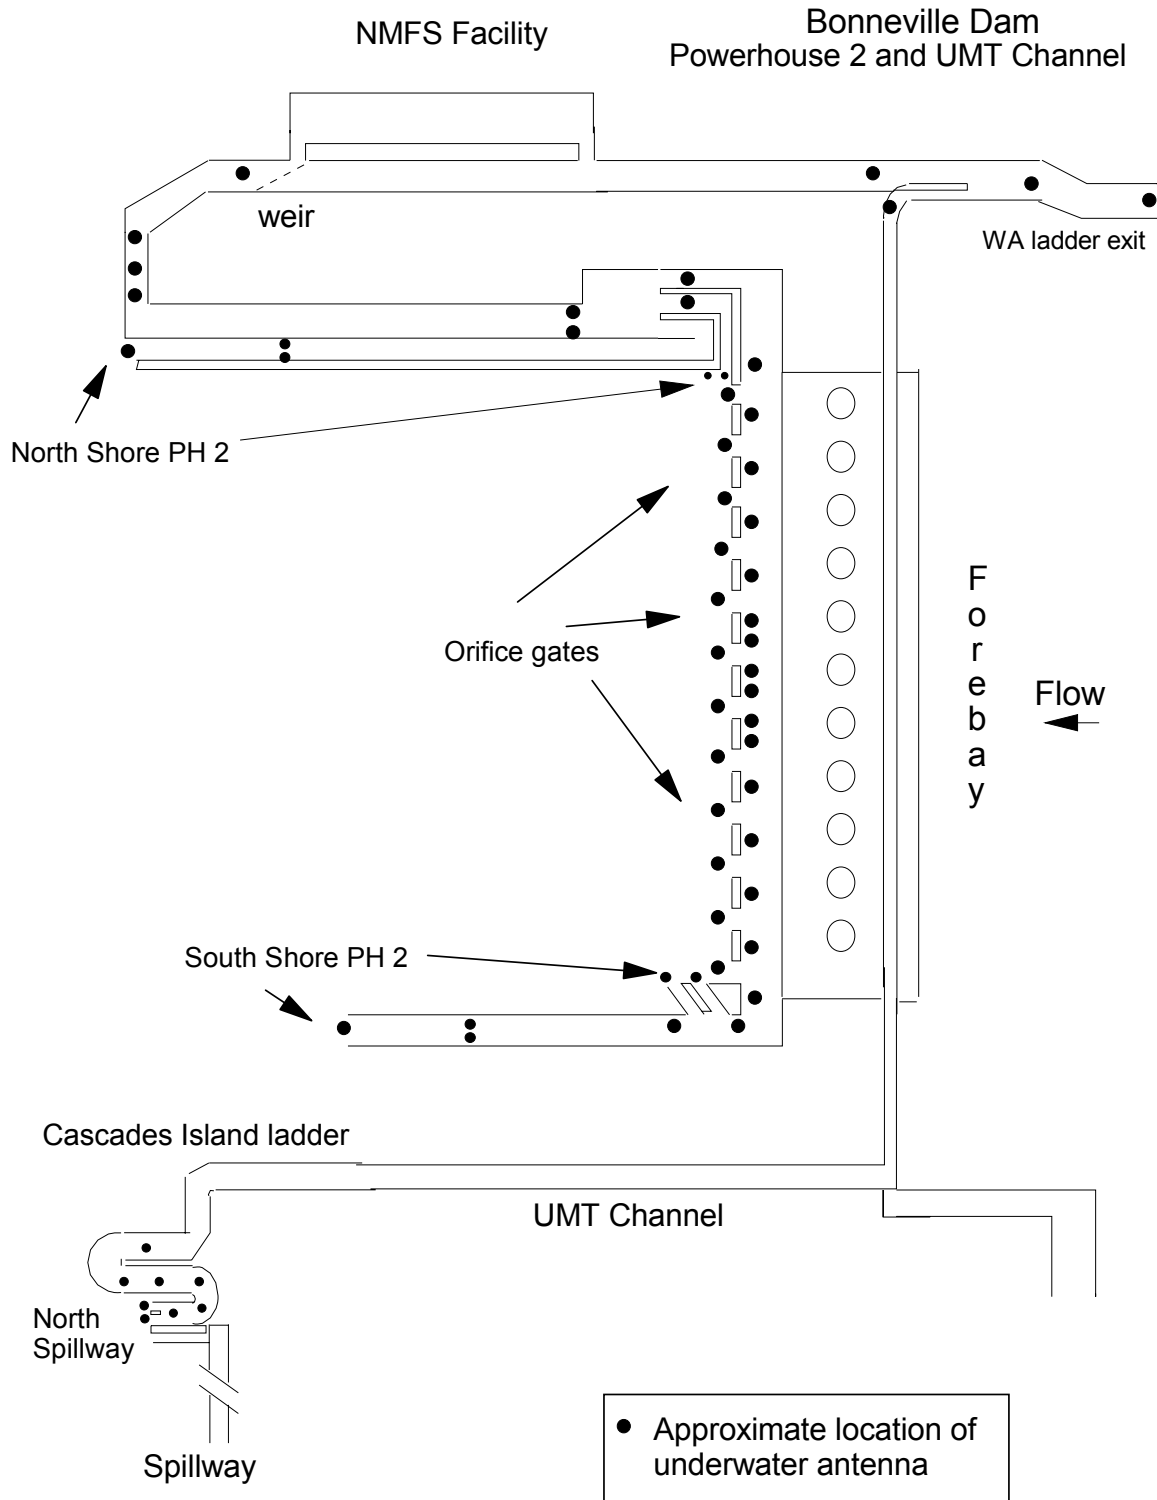 NMFS Facility
Bonneville Dam
Powerhouse 2 and UMT Channel
weir
WA ladder exit
North Shore PH 2
Orifice gates
Forebay
Flow
South Shore PH 2
Cascades Island ladder
UMT Channel
North
Spillway
Spillway
Approximate location of
underwater antenna